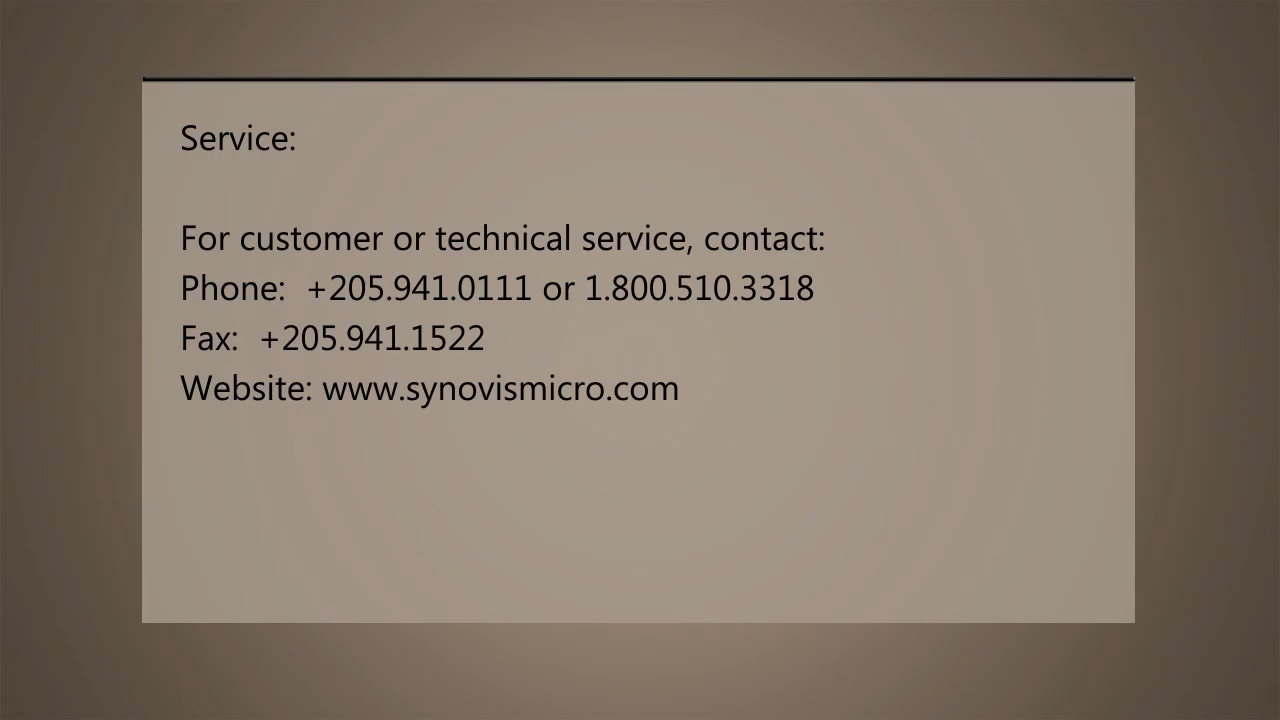 Service:
For customer or technical service, contact:
Phone:  +205.941.0111 or 1.800.510.3318
Fax:  +205.941.1522
Website: www.synovismicro.com